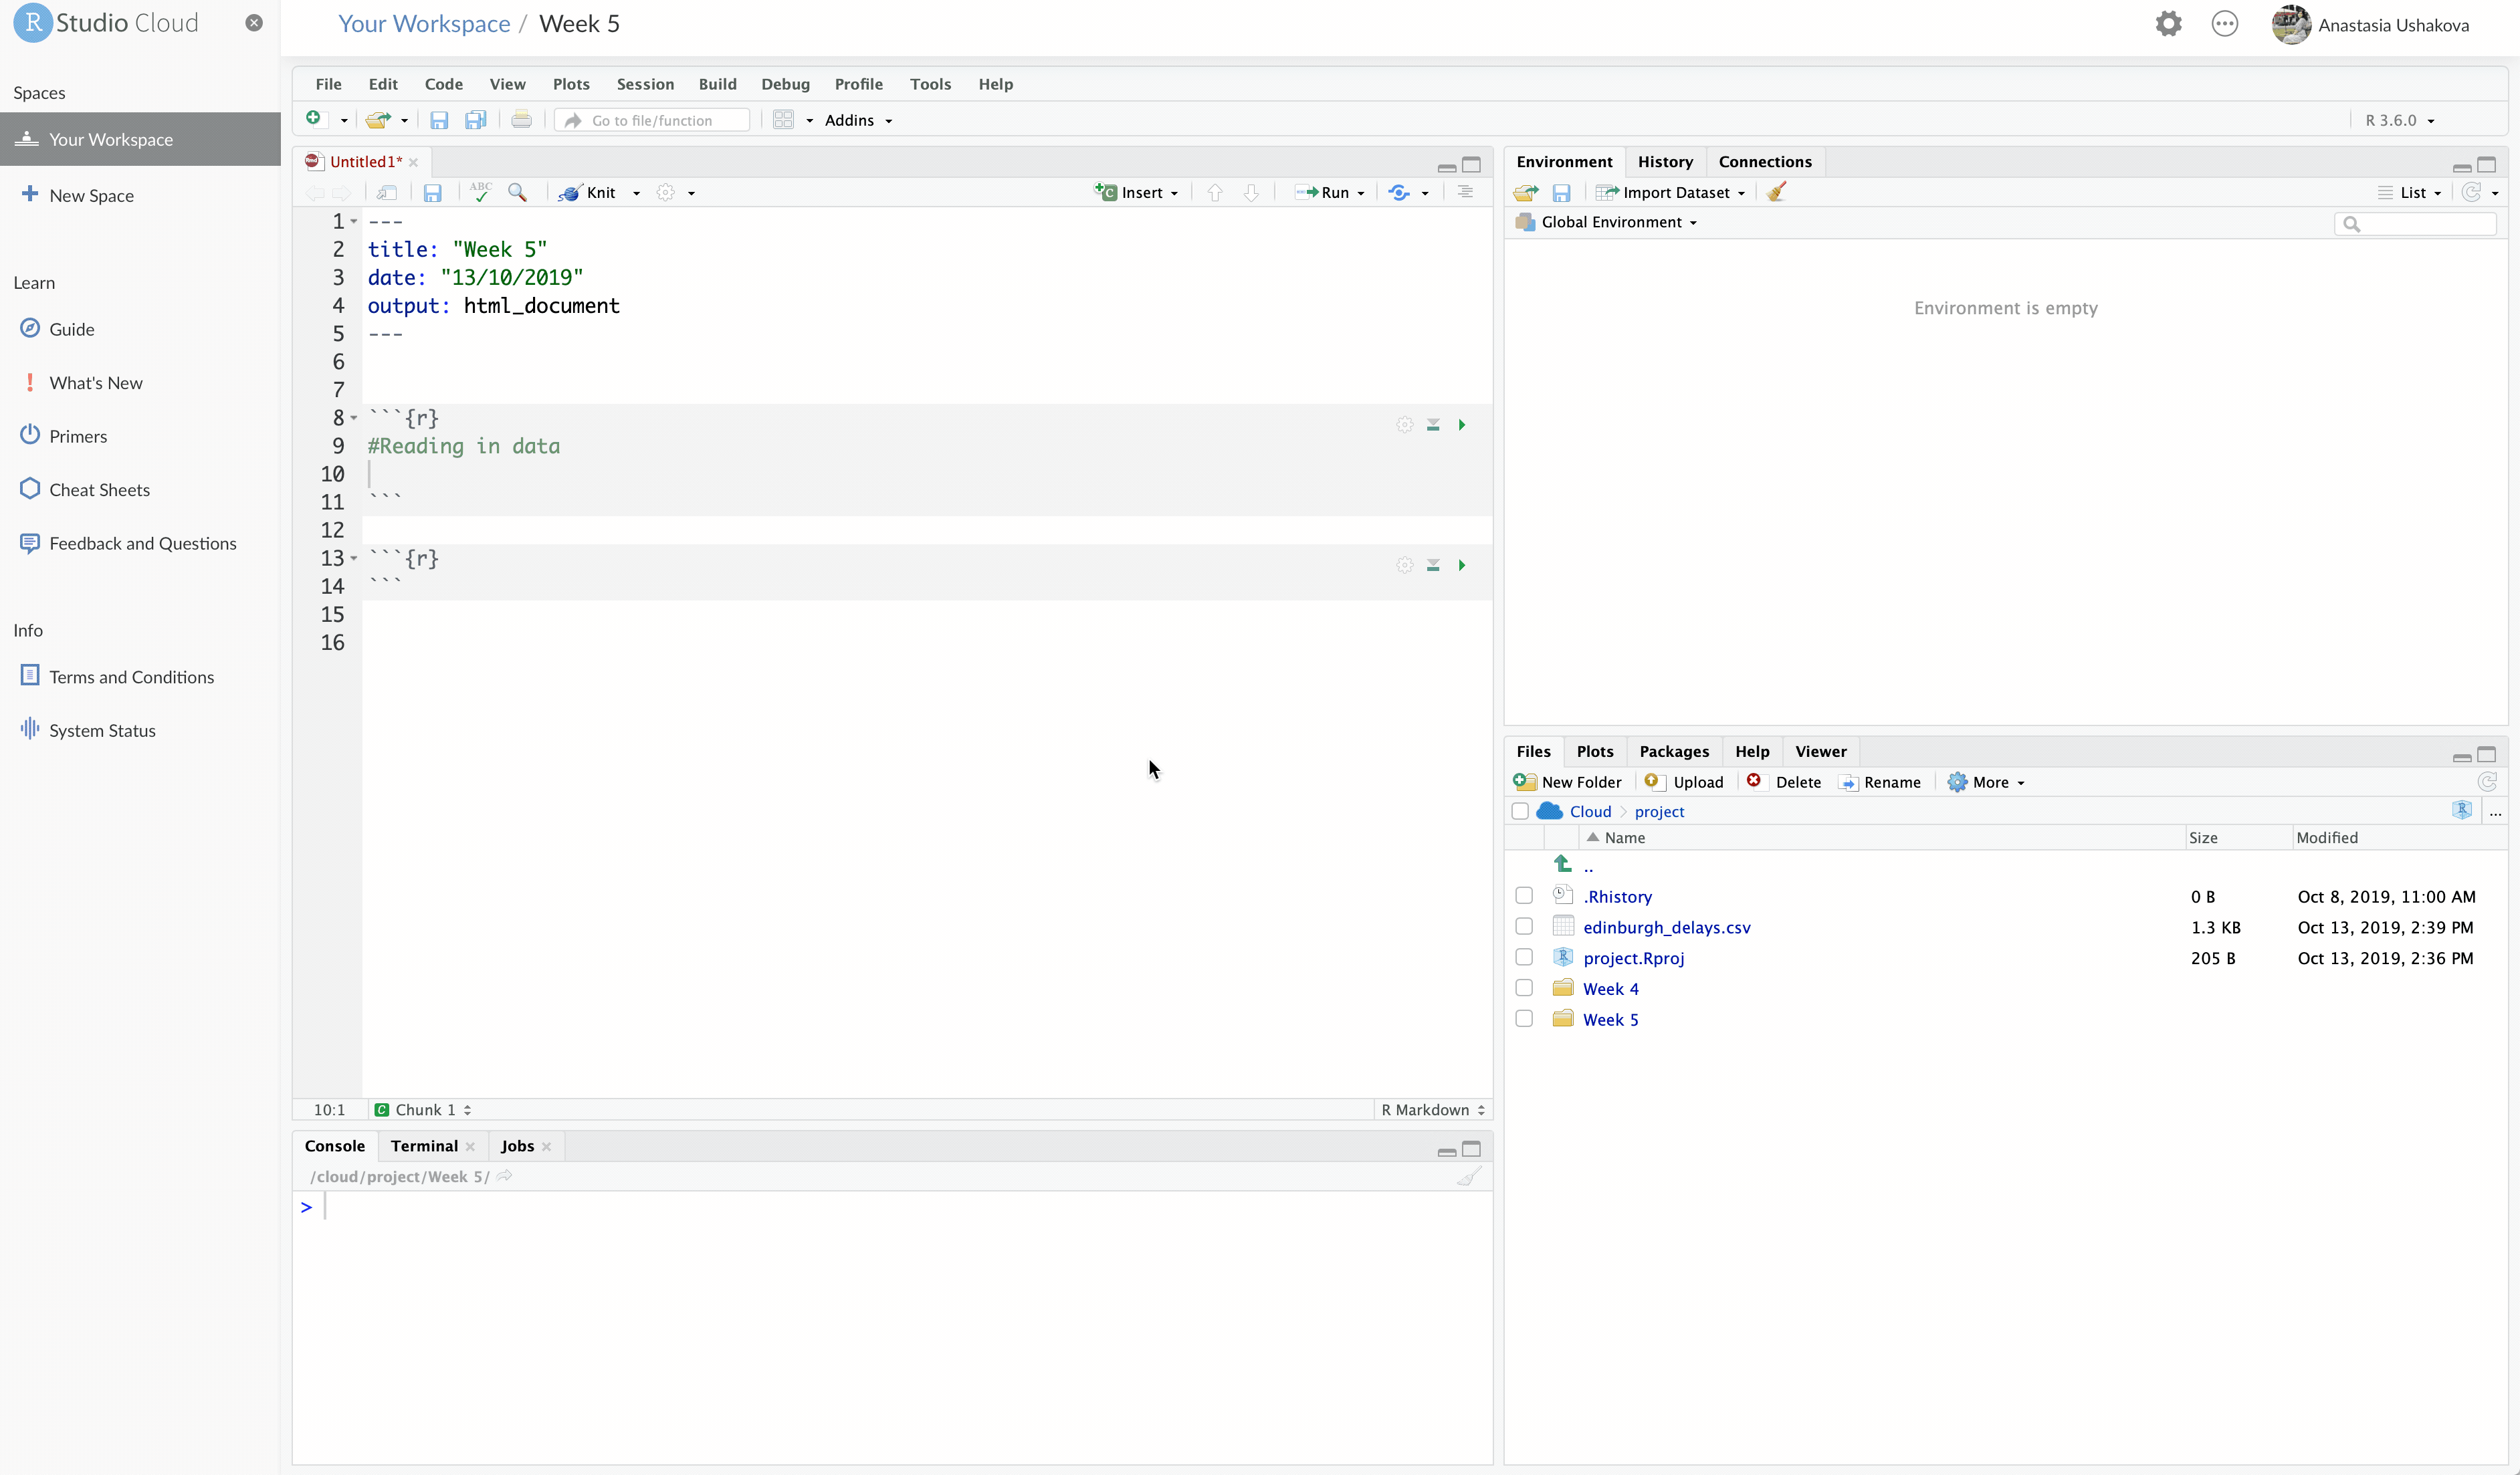 R Studio Cloud
Your Workspace / Week 5
Anastasia Ushakova
Spaces
Your Workspace
New Space
Learn
Guide
What's New
Primers
Cheat Sheets
Feedback and Questions
Info
Terms and Conditions
System Status
File Edit Code View Plots Session Build Debug Profile Tools Help
Go to file/function Addins R 3.6.0
Untitled1*
ABC Knit Insert Run
1 ---
2 title: "Week 5"
3 date: "13/10/2019"
4 output: html_document
5 ---
6
7
8 ```{r}
9 #Reading in data
10
11 ```
12
13 ```{r}
14 ```
15
16
10:1 C Chunk 1 R Markdown
Console Terminal Jobs
/cloud/project/Week 5/
>
Environment History Connections
Import Dataset List
Global Environment
Environment is empty
Files Plots Packages Help Viewer
New Folder Upload Delete Rename More
Cloud project R ...
Name Size Modified
..
.Rhistory 0 B Oct 8, 2019, 11:00 AM
edinburgh_delays.csv 1.3 KB Oct 13, 2019, 2:39 PM
project.Rproj 205 B Oct 13, 2019, 2:36 PM
Week 4
Week 5